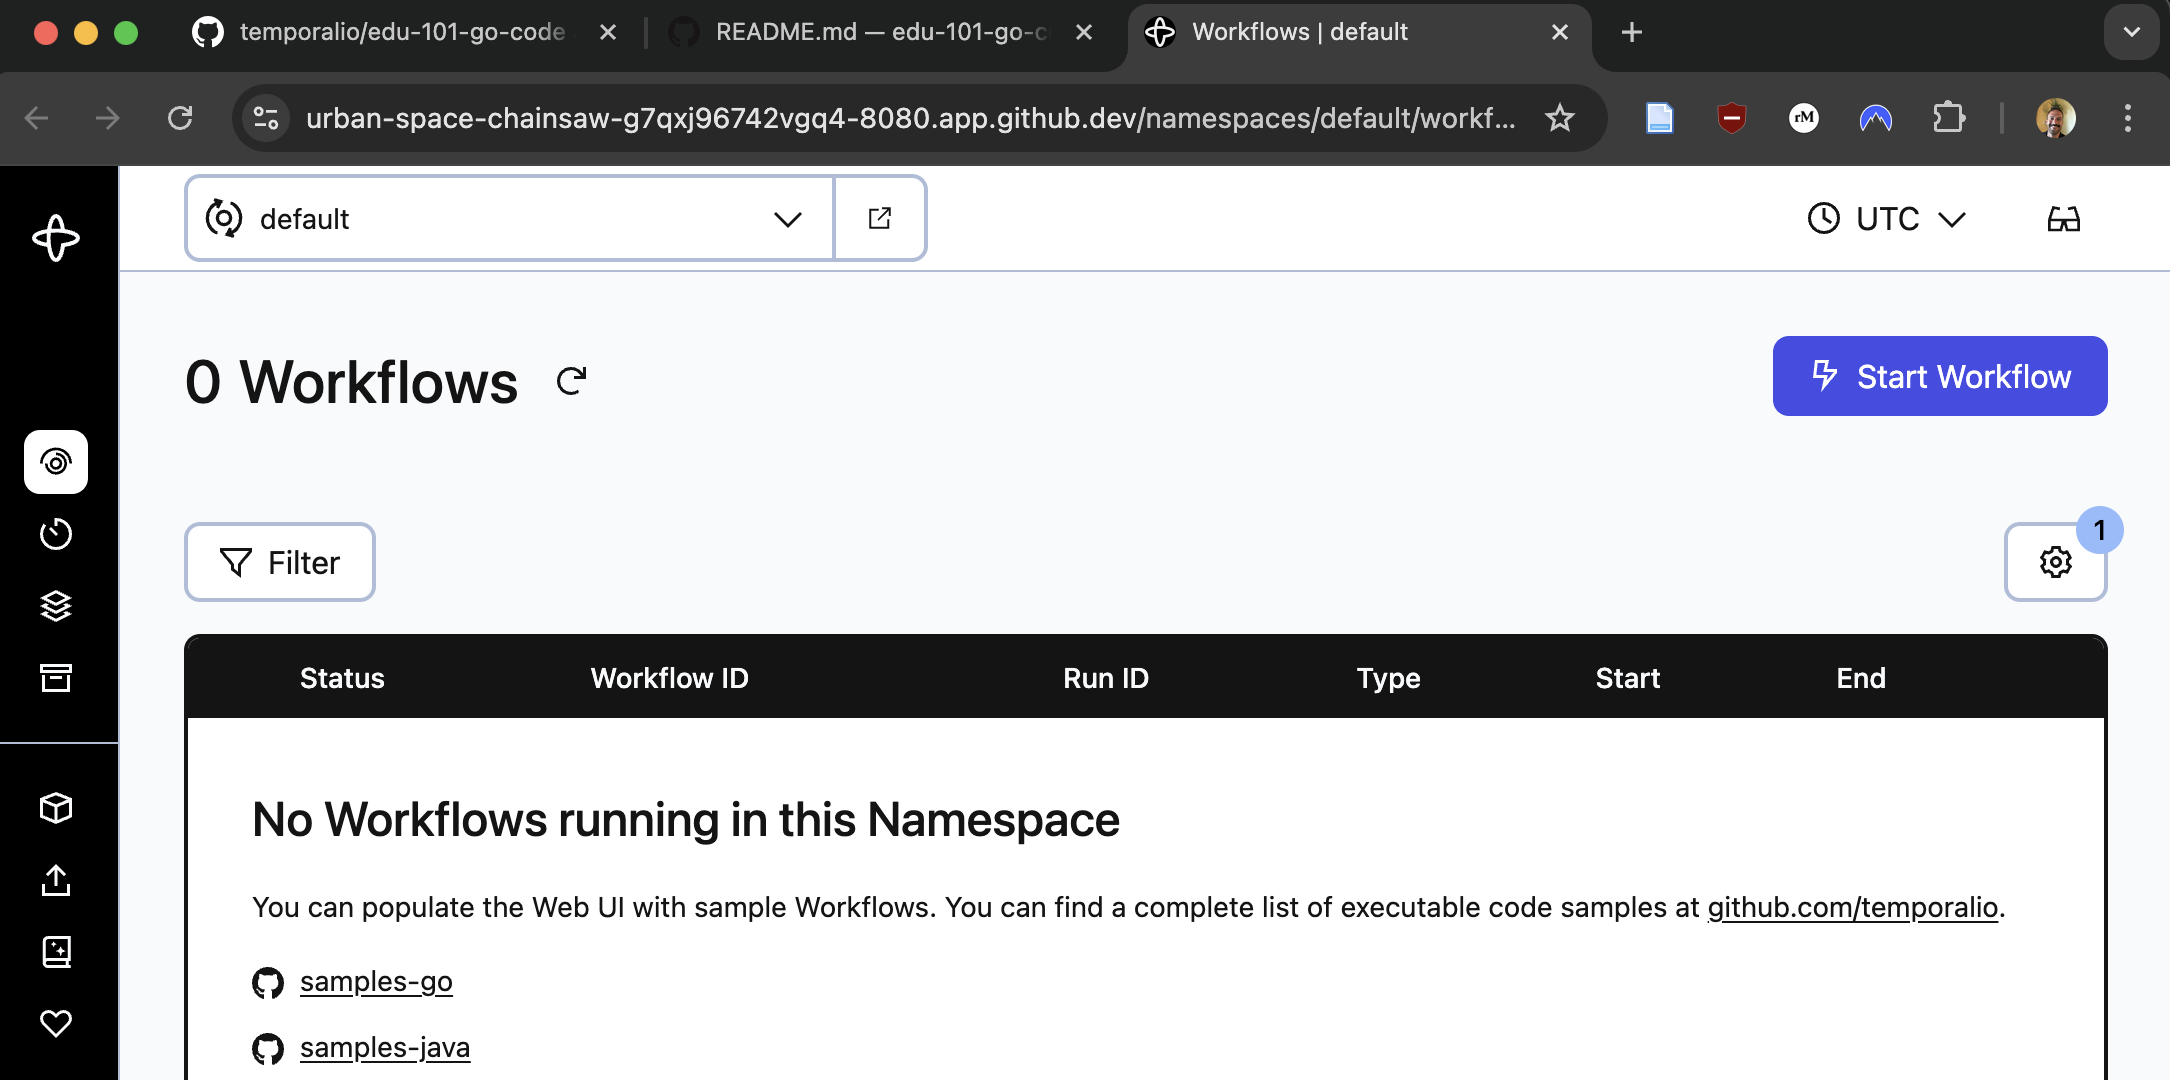 temporalio/edu-101-go-code
README.md — edu-101-go-c
Workflows | default
urban-space-chainsaw-g7qxj96742vgq4-8080.app.github.dev/namespaces/default/workf...
rM
default
UTC
0 Workflows
Start Workflow
Filter
1
Status Workflow ID Run ID Type Start End
No Workflows running in this Namespace
You can populate the Web UI with sample Workflows. You can find a complete list of executable code samples at github.com/temporalio.
samples-go
samples-java